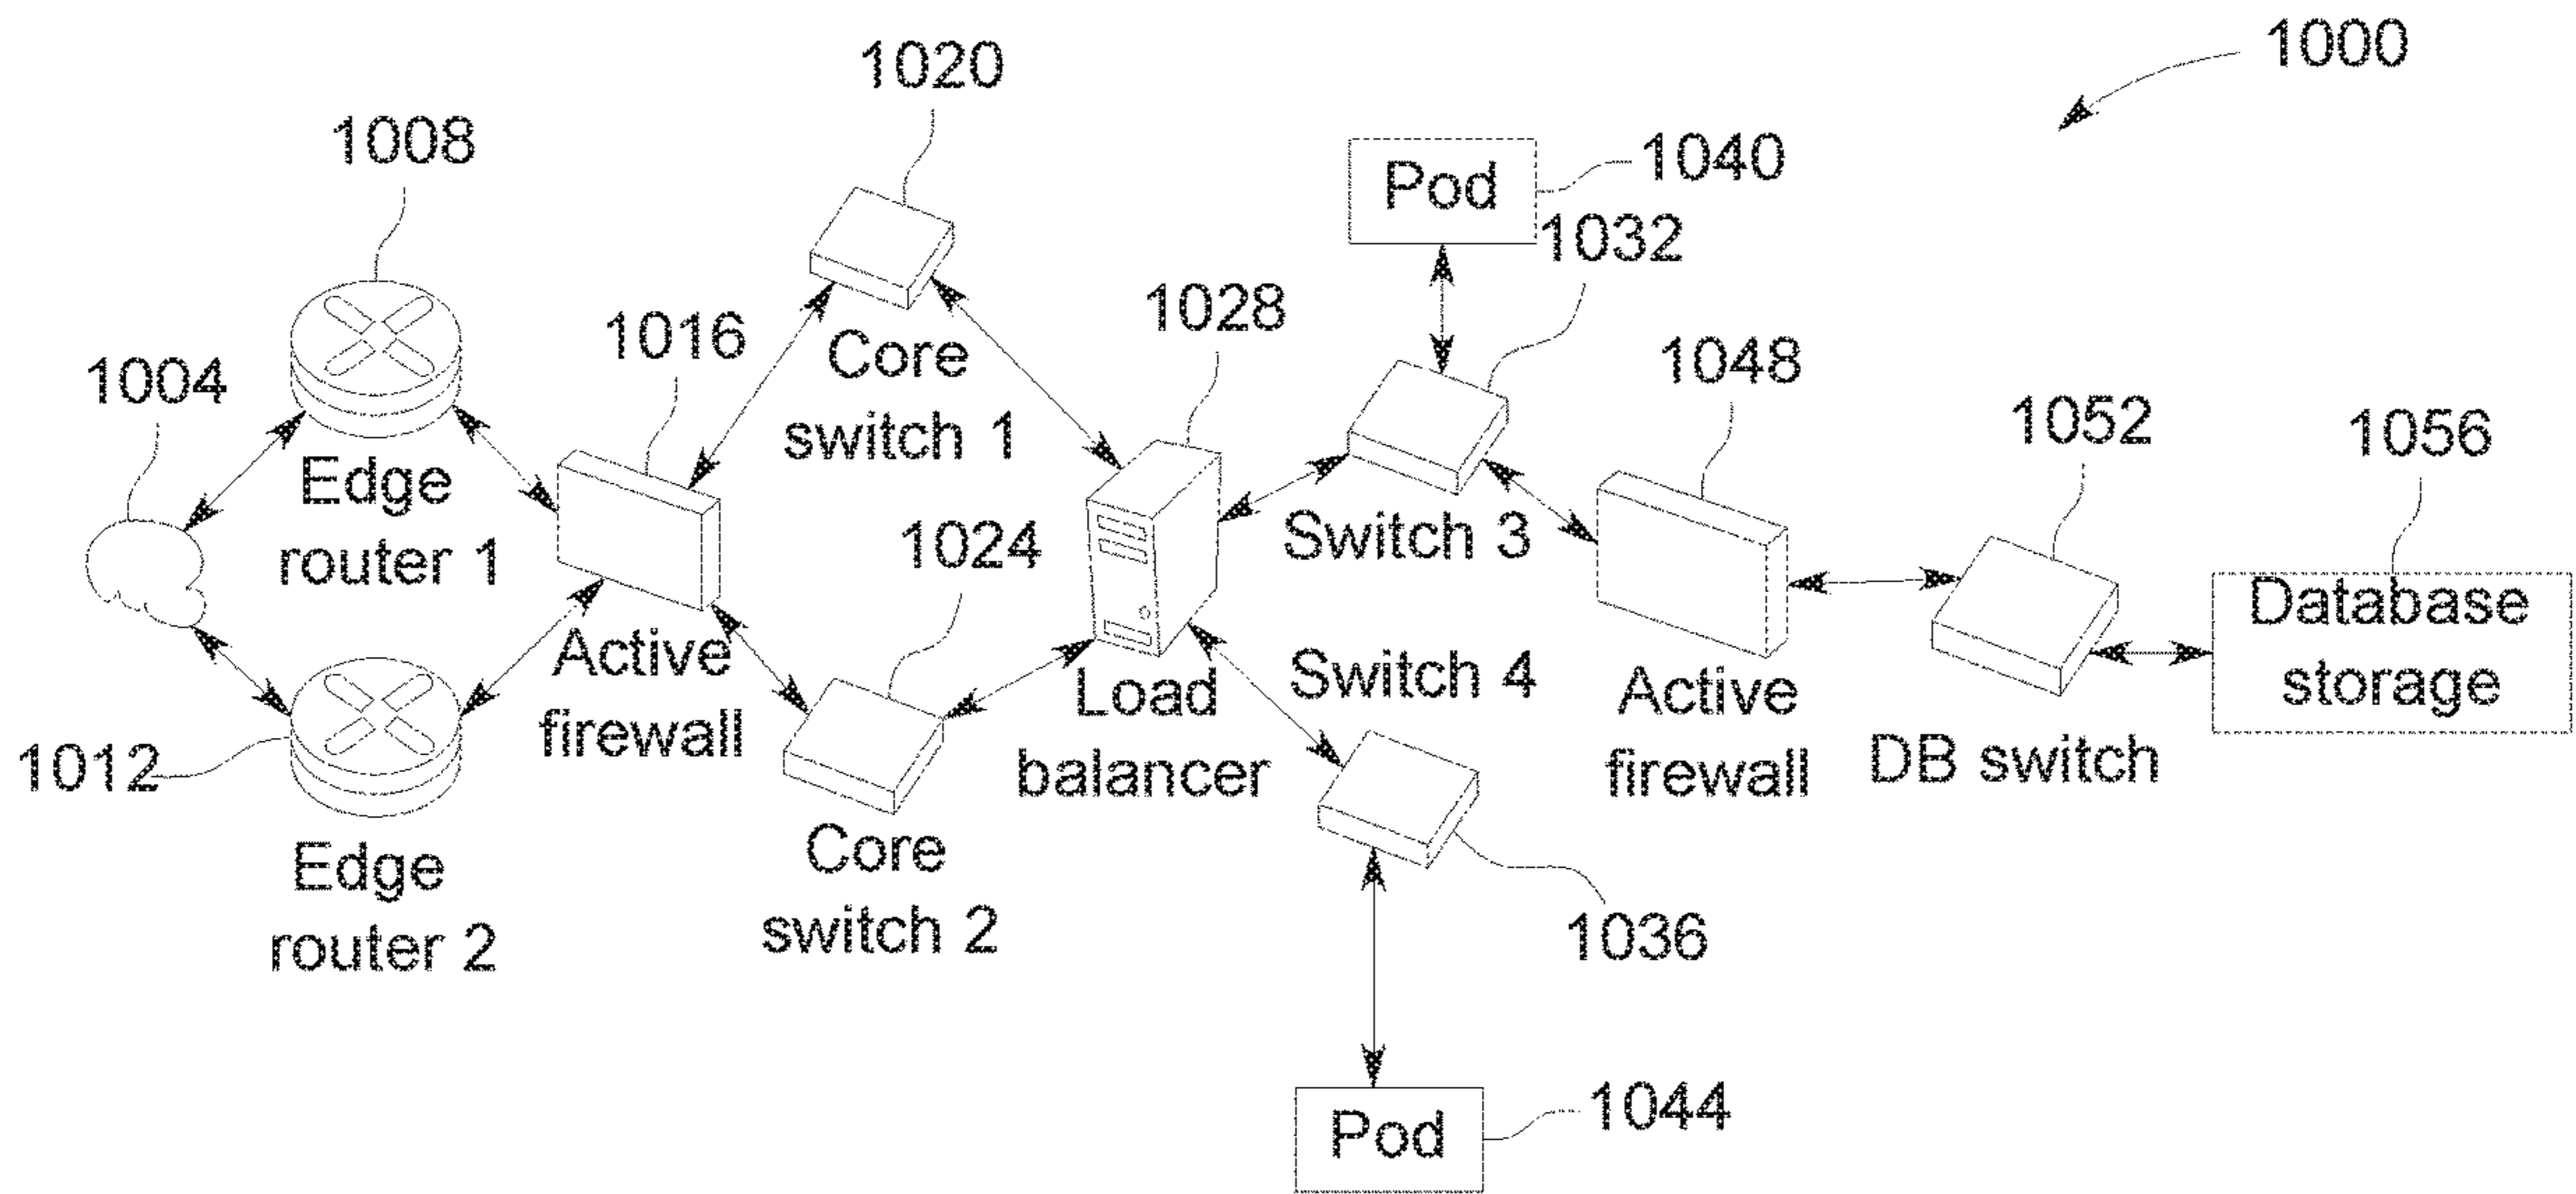 1000
1020
1008
1040
Pod
1032
1028
1016
1048
1004
Core
switch 1
1052
1056
Edge
router 1
1024
Switch 3
Database
storage
Active
firewall
Load
balancer
Switch 4
Active
firewall
DB switch
1012
Edge
router 2
Core
switch 2
1036
Pod
1044